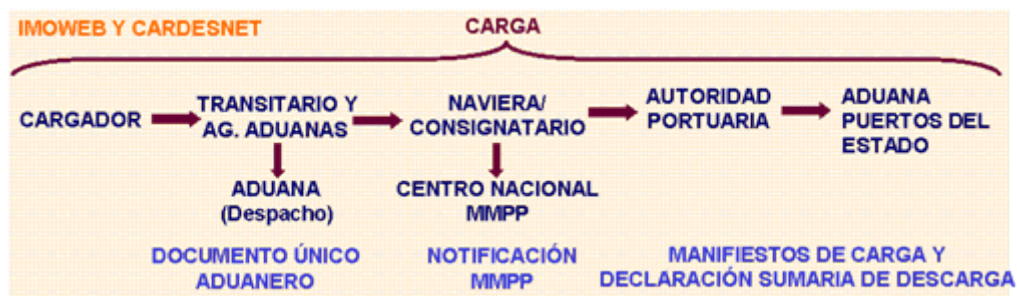 IMOWEB Y CARDESNET
CARGA
CARGADOR
TRANSITARIO Y
AG. ADUANAS
NAVIERA/
CONSIGNATARIO
AUTORIDAD
PORTUARIA
ADUANA
PUERTOS DEL
ESTADO
ADUANA
(Despacho)
CENTRO NACIONAL
MMPP
DOCUMENTO ÚNICO
ADUANERO
NOTIFICACIÓN
MMPP
MANIFIESTOS DE CARGA Y
DECLARACIÓN SUMARIA DE DESCARGA